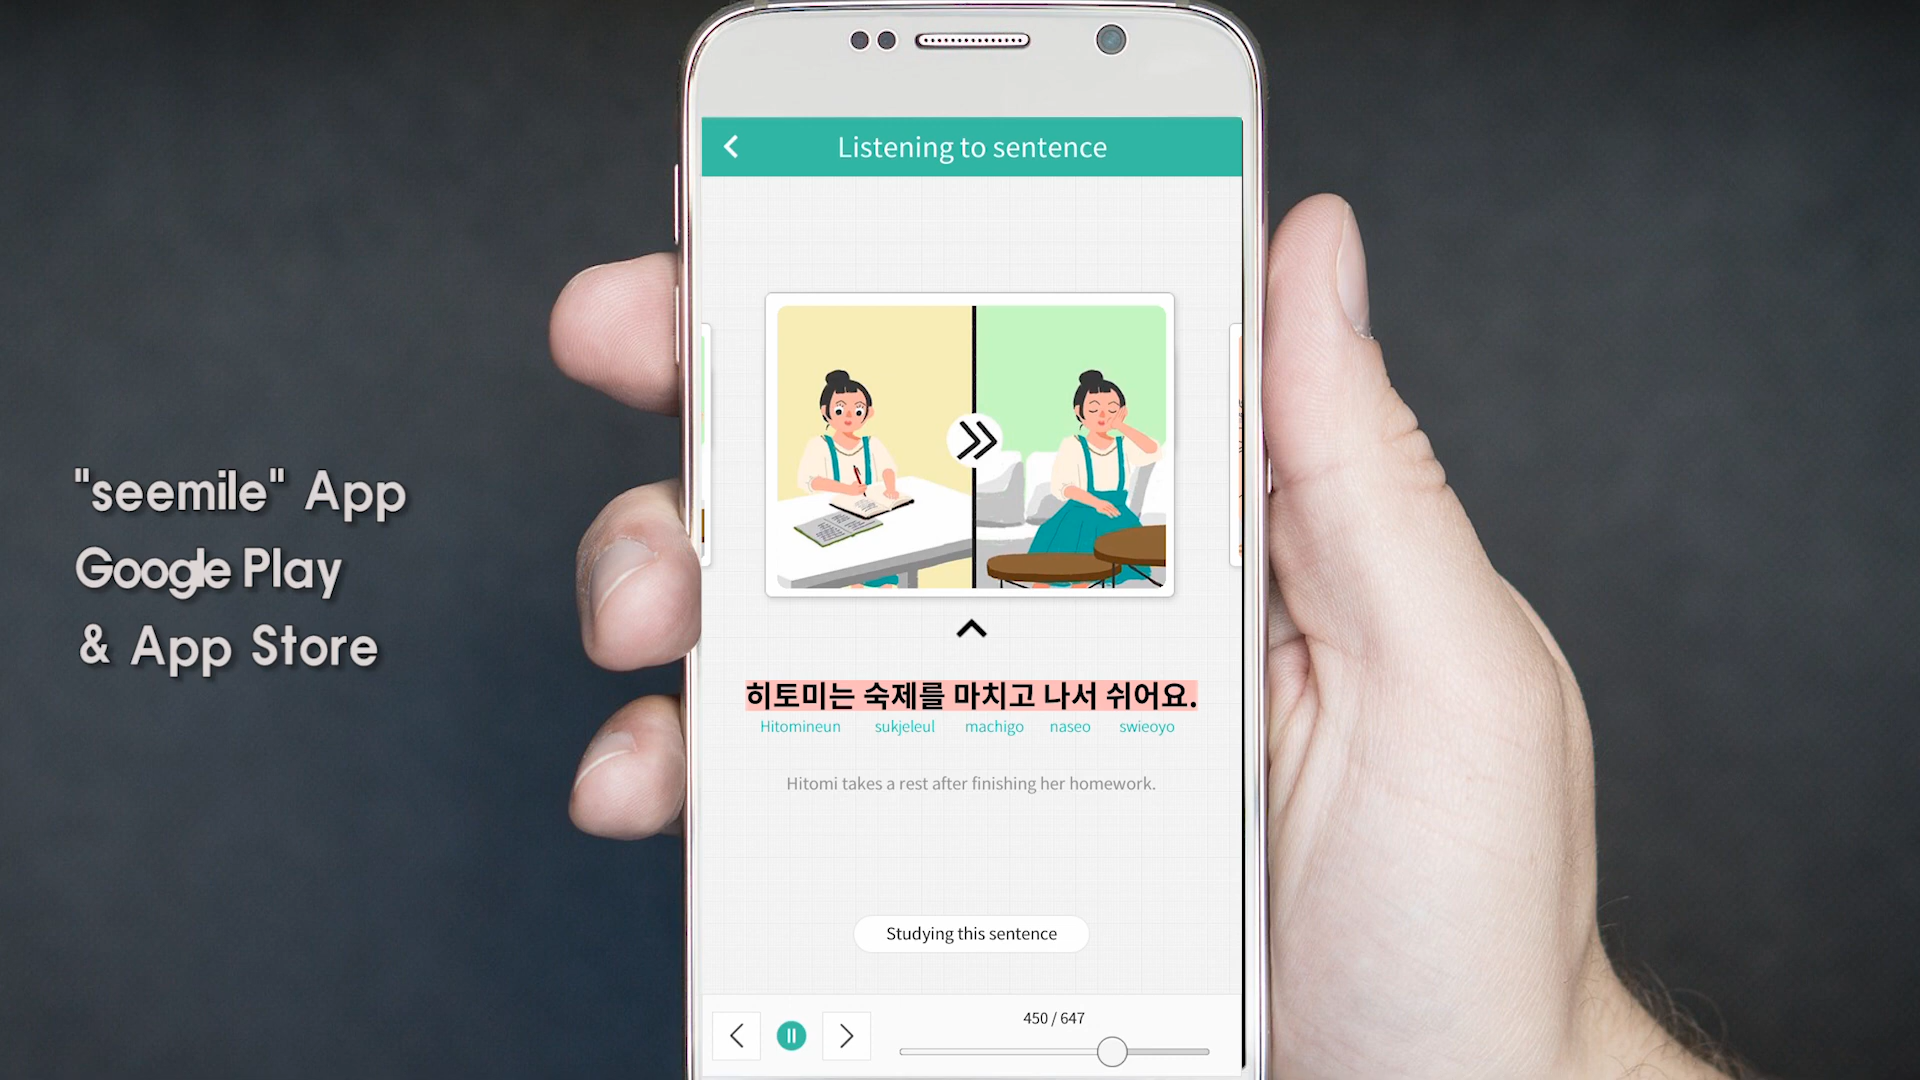 "seemile" App
Google Play
& App Store
Listening to sentence
히토미는 숙제를 마치고 나서 쉬어요.
Hitomineun sukjeleul machigo naseo swieoyo
Hitomi takes a rest after finishing her homework.
Studying this sentence
450 / 647